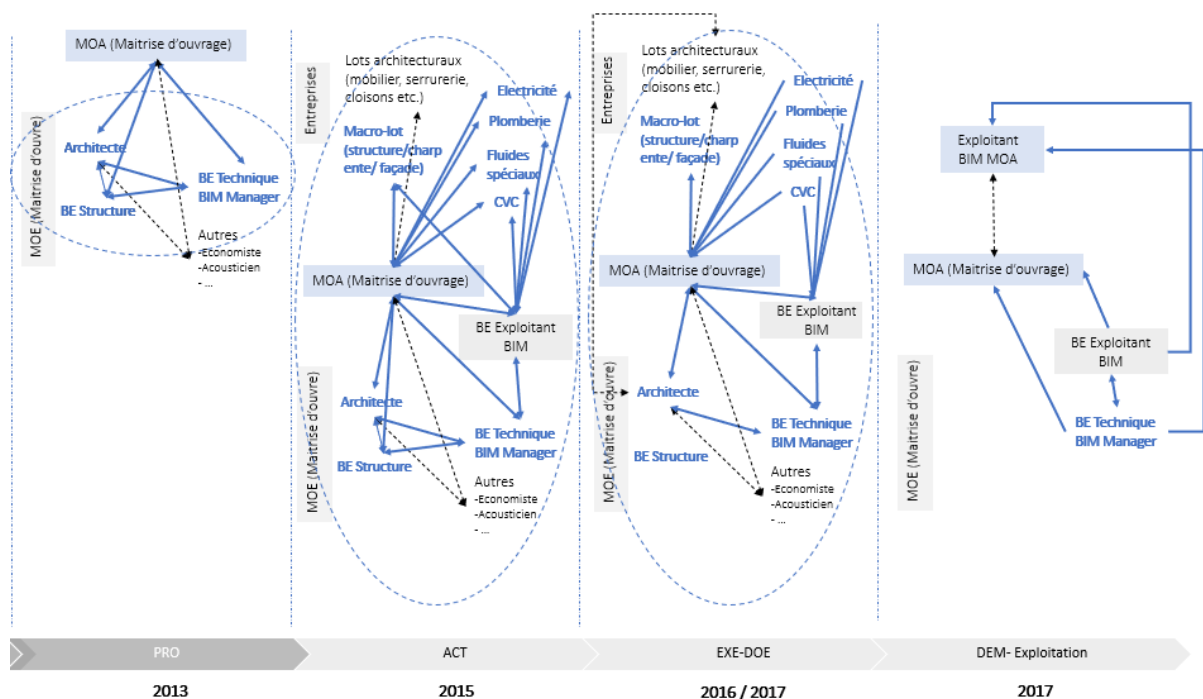 MOA (Maitrise d'ouvrage)
MOE (Maitrise d'ouvre)
Architecte
BE Technique
BIM Manager
BE Structure
Autres
-Economiste
-Acousticien
- ...
Entreprises
Lots architecturaux
(mobilier, serrurerie,
cloisons etc.)
Electricité
Plomberie
Macro-lot
(structure/charp
ente/ façade)
Fluides
spéciaux
CVC
MOA (Maitrise d'ouvrage)
BE Exploitant
BIM
MOE (Maitrise d'ouvre)
Architecte
BE Technique
BIM Manager
BE Structure
Autres
-Economiste
-Acousticien
- ...
Entreprises
Lots architecturaux
(mobilier, serrurerie,
cloisons etc.)
Electricité
Plomberie
Macro-lot
(structure/charp
ente/ façade)
Fluides
spéciaux
CVC
MOA (Maitrise d'ouvrage)
BE Exploitant
BIM
MOE (Maitrise d'ouvre)
Architecte
BE Technique
BIM Manager
BE Structure
Autres
-Economiste
-Acousticien
- ...
Exploitant
BIM MOA
MOA (Maitrise d'ouvrage)
BE Exploitant
BIM
MOE (Maitrise d'ouvre)
BE Technique
BIM Manager
PRO
ACT
EXE-DOE
DEM- Exploitation
2013
2015
2016 / 2017
2017